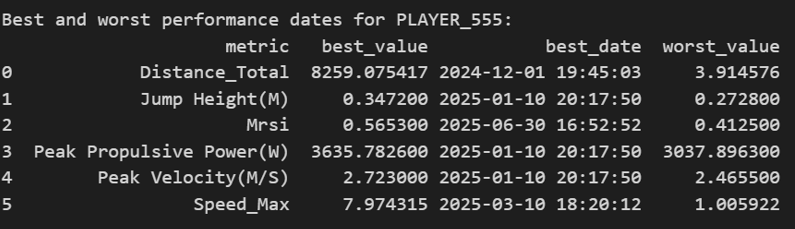 Best and worst performance dates for PLAYER_555:
metric best_value best_date worst_value
0 Distance_Total 8259.075417 2024-12-01 19:45:03 3.914576
1 Jump Height(M) 0.347200 2025-01-10 20:17:50 0.272800
2 Mrsi 0.565300 2025-06-30 16:52:52 0.412500
3 Peak Propulsive Power(W) 3635.782600 2025-01-10 20:17:50 3037.896300
4 Peak Velocity(M/S) 2.723000 2025-01-10 20:17:50 2.465500
5 Speed_Max 7.974315 2025-03-10 18:20:12 1.005922